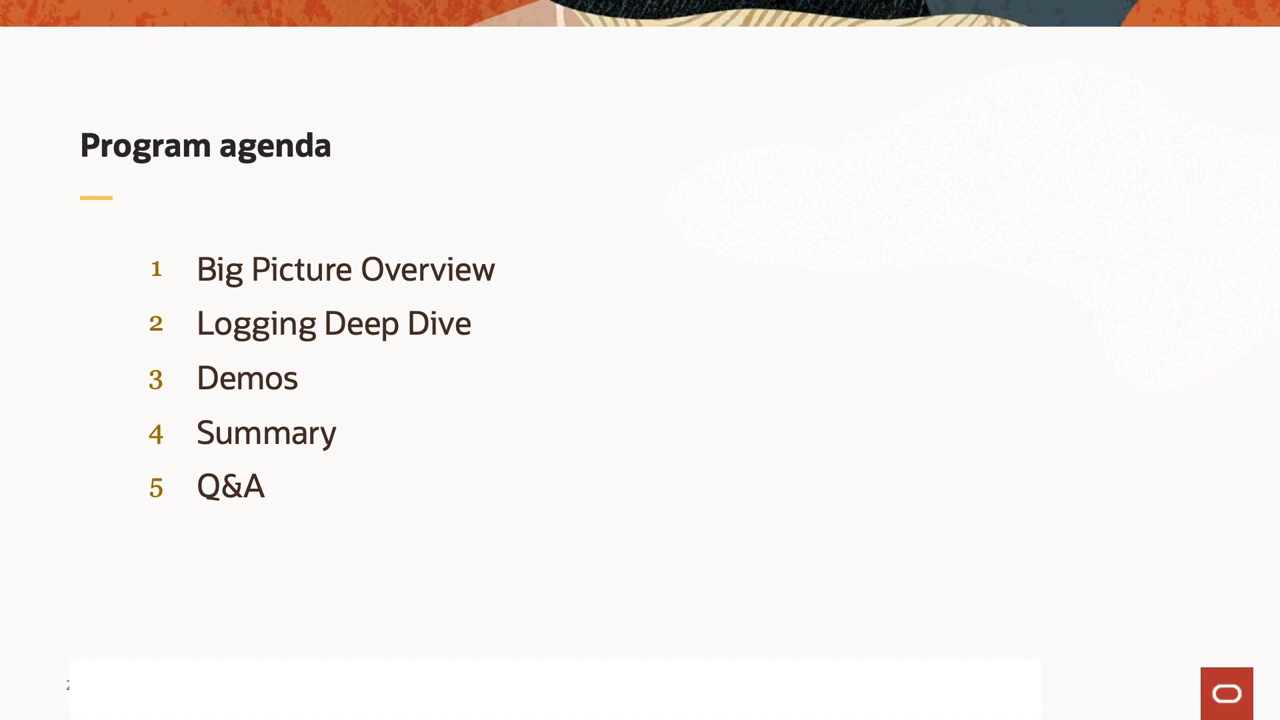 Program agenda
1 Big Picture Overview
2 Logging Deep Dive
3 Demos
4 Summary
5 Q&A